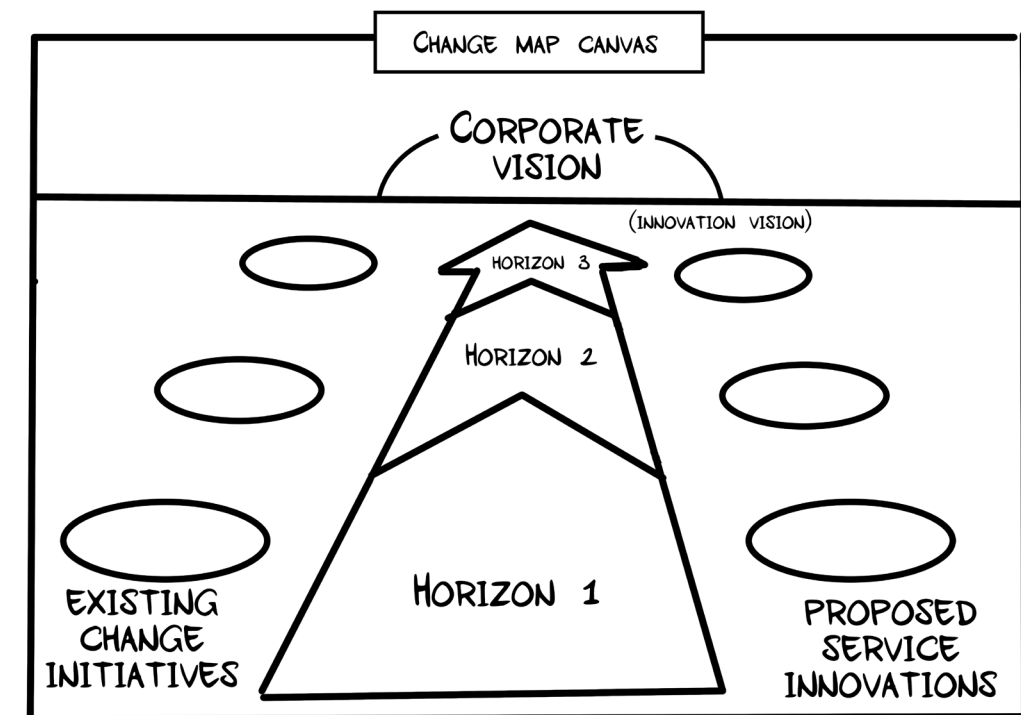 CHANGE MAP CANVAS
CORPORATE
VISION
(INNOVATION VISION)
HORIZON 3
HORIZON 2
HORIZON 1
EXISTING
CHANGE
INITIATIVES
PROPOSED
SERVICE
INNOVATIONS